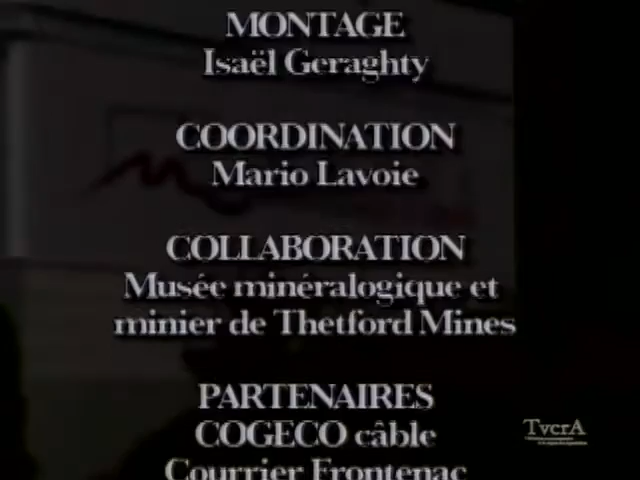 MONTAGE
Isaël Geraghty
COORDINATION
Mario Lavoie
COLLABORATION
Musée minéralogique et
minier de Thetford Mines
PARTENAIRES
COGECO câble
TvcrA
Courrier Frontenac